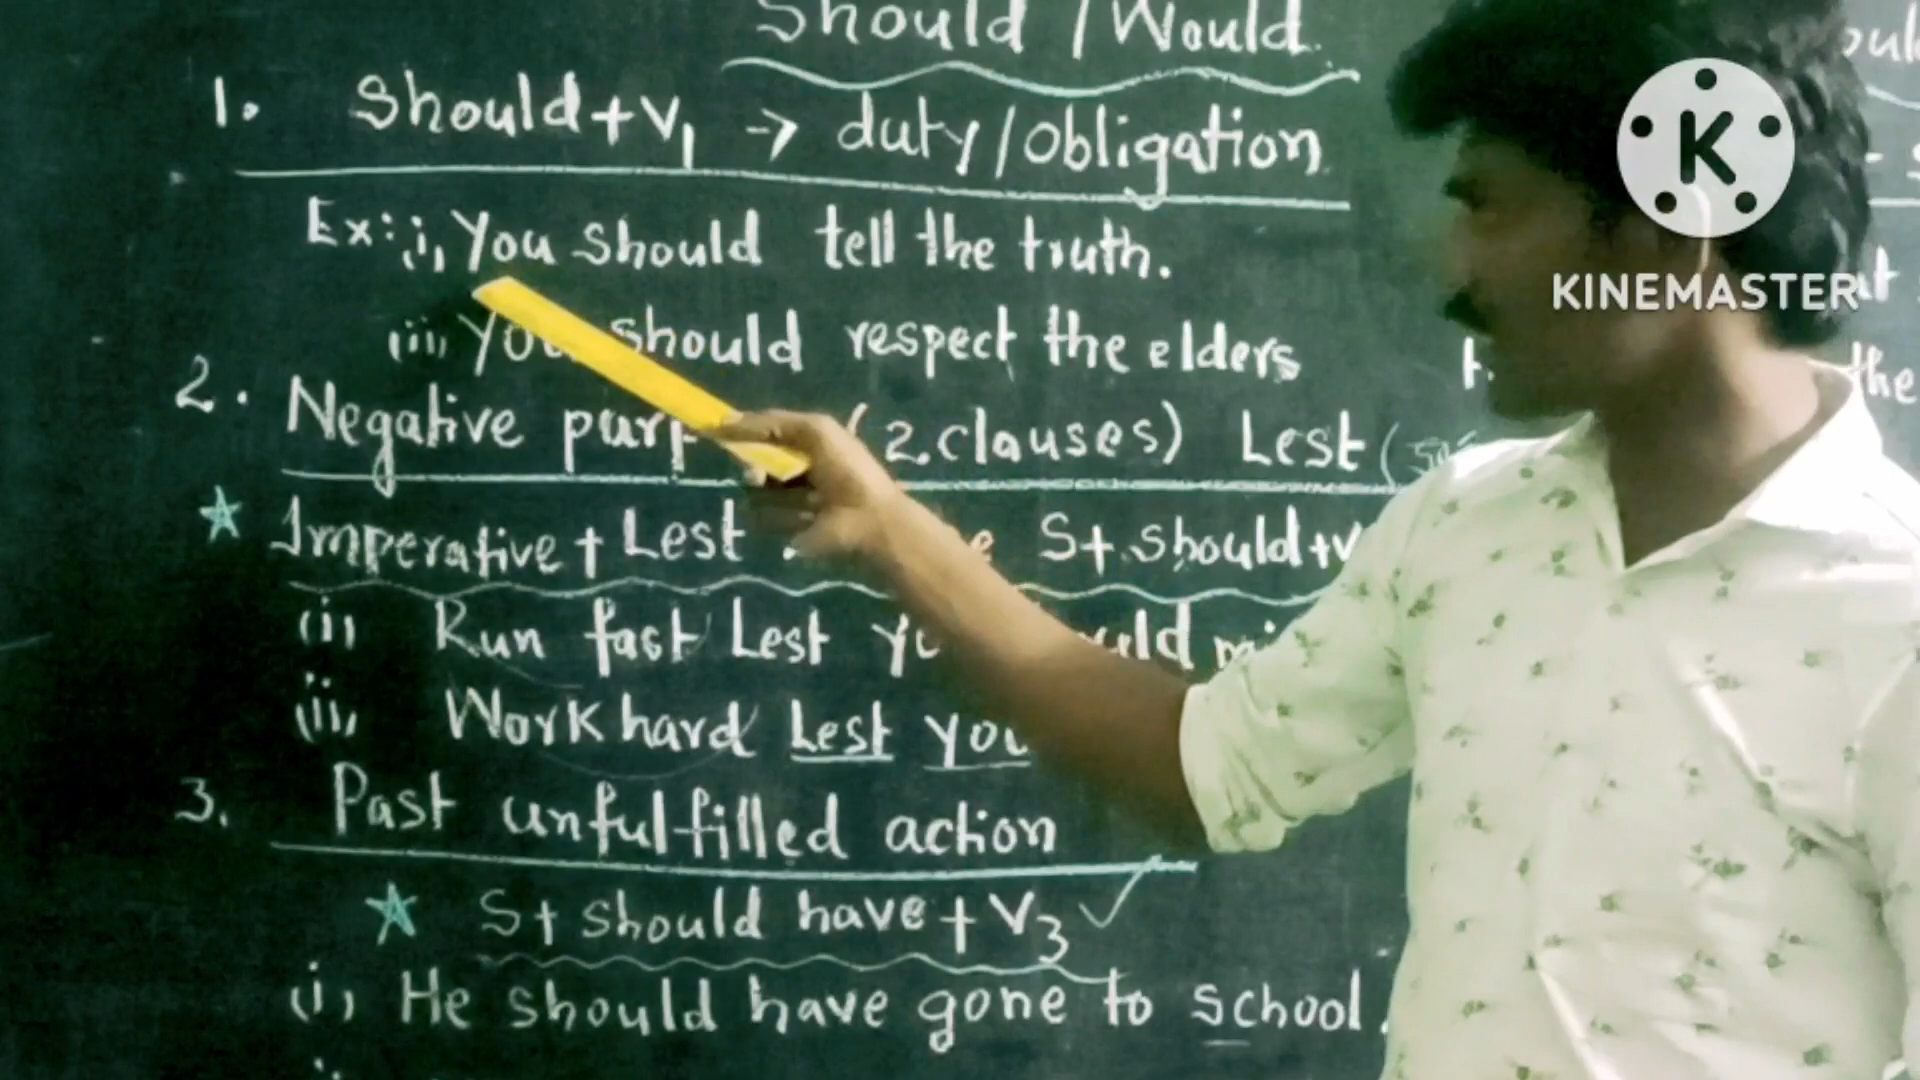 Should / Would.
1. Should + V1 → duty/obligation
Ex: i, You should tell the truth.
(ii) You should respect the elders
2. Negative (2 clauses) Lest
Imperative + Lest S + should + V
(i) Run fast Lest
(ii) Work hard Lest you
3. Past unfulfilled action
S + should have + V3 ✓
(i) He should have gone to school.
the
KINEMASTER